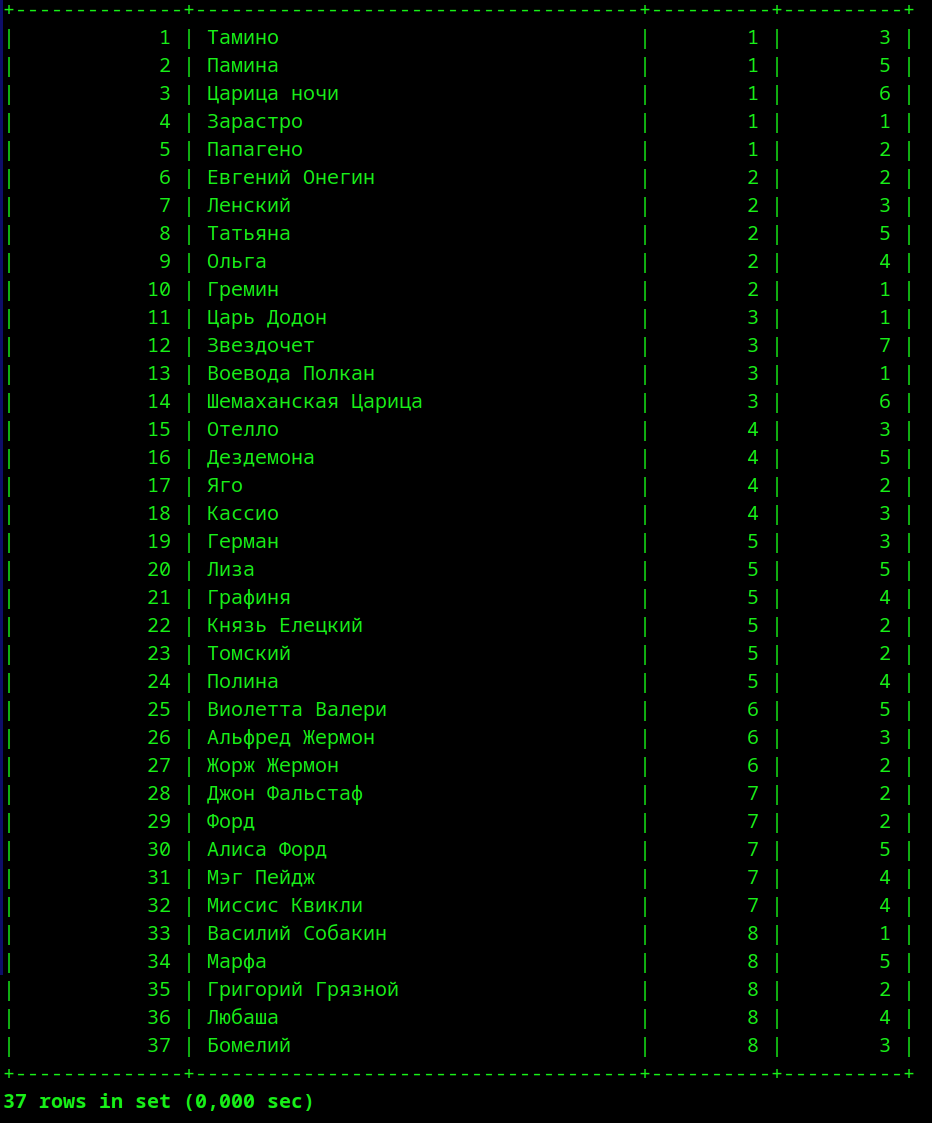 +--------------+-------------------------------------+----------+----------+
| 1 | Тамино | 1 | 3 |
| 2 | Памина | 1 | 5 |
| 3 | Царица ночи | 1 | 6 |
| 4 | Зарастро | 1 | 1 |
| 5 | Папагено | 1 | 2 |
| 6 | Евгений Онегин | 2 | 2 |
| 7 | Ленский | 2 | 3 |
| 8 | Татьяна | 2 | 5 |
| 9 | Ольга | 2 | 4 |
| 10 | Гремин | 2 | 1 |
| 11 | Царь Додон | 3 | 1 |
| 12 | Звездочет | 3 | 7 |
| 13 | Воевода Полкан | 3 | 1 |
| 14 | Шемаханская Царица | 3 | 6 |
| 15 | Отелло | 4 | 3 |
| 16 | Дездемона | 4 | 5 |
| 17 | Яго | 4 | 2 |
| 18 | Кассио | 4 | 3 |
| 19 | Герман | 5 | 3 |
| 20 | Лиза | 5 | 5 |
| 21 | Графиня | 5 | 4 |
| 22 | Князь Елецкий | 5 | 2 |
| 23 | Томский | 5 | 2 |
| 24 | Полина | 5 | 4 |
| 25 | Виолетта Валери | 6 | 5 |
| 26 | Альфред Жермон | 6 | 3 |
| 27 | Жорж Жермон | 6 | 2 |
| 28 | Джон Фальстаф | 7 | 2 |
| 29 | Форд | 7 | 2 |
| 30 | Алиса Форд | 7 | 5 |
| 31 | Мэг Пейдж | 7 | 4 |
| 32 | Миссис Квикли | 7 | 4 |
| 33 | Василий Собакин | 8 | 1 |
| 34 | Марфа | 8 | 5 |
| 35 | Григорий Грязной | 8 | 2 |
| 36 | Любаша | 8 | 4 |
| 37 | Бомелий | 8 | 3 |
+--------------+-------------------------------------+----------+----------+
37 rows in set (0,000 sec)